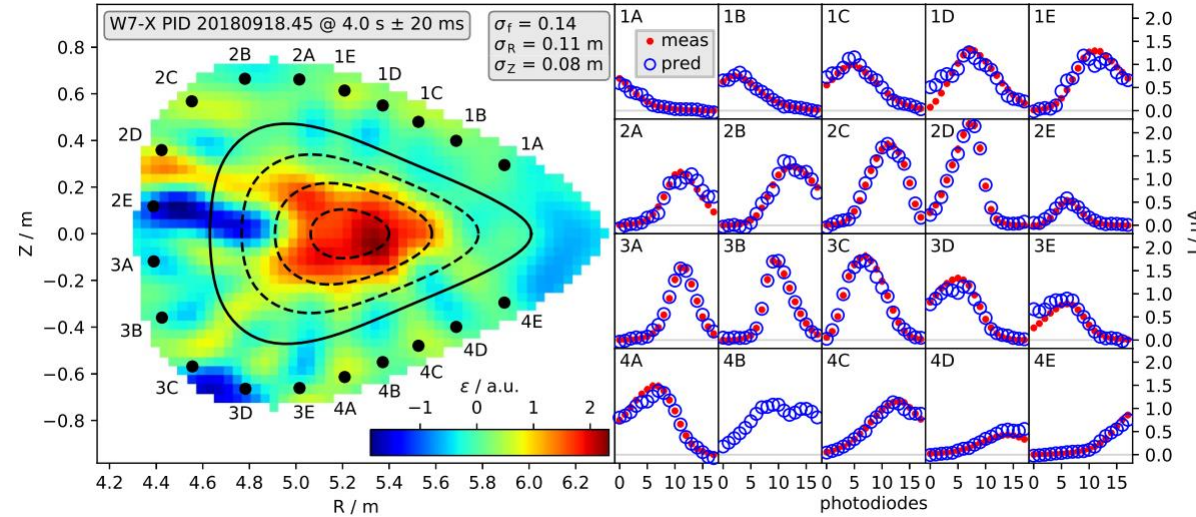 W7-X PID 20180918.45 @ 4.0 s ± 20 ms
σf = 0.14
σR = 0.11 m
σZ = 0.08 m
Z / m
0.8
0.6
0.4
0.2
0.0
−0.2
−0.4
−0.6
−0.8
2B
2A
1E
1D
2C
1C
1B
2D
1A
2E
3A
3B
4E
4D
3C
4C
3D
3E
4A
4B
ε / a.u.
−1 0 1 2
4.2 4.4 4.6 4.8 5.0 5.2 5.4 5.6 5.8 6.0 6.2
R / m
meas
pred
1A 1B 1C 1D 1E
2A 2B 2C 2D 2E
3A 3B 3C 3D 3E
4A 4B 4C 4D 4E
2.0
1.5
1.0
0.5
0.0
2.0
1.5
1.0
0.5
0.0
2.0
1.5
1.0
0.5
0.0
2.0
1.5
1.0
0.5
0.0
0 5 10 15 0 5 10 15 0 5 10 15 0 5 10 15 0 5 10 15
photodiodes